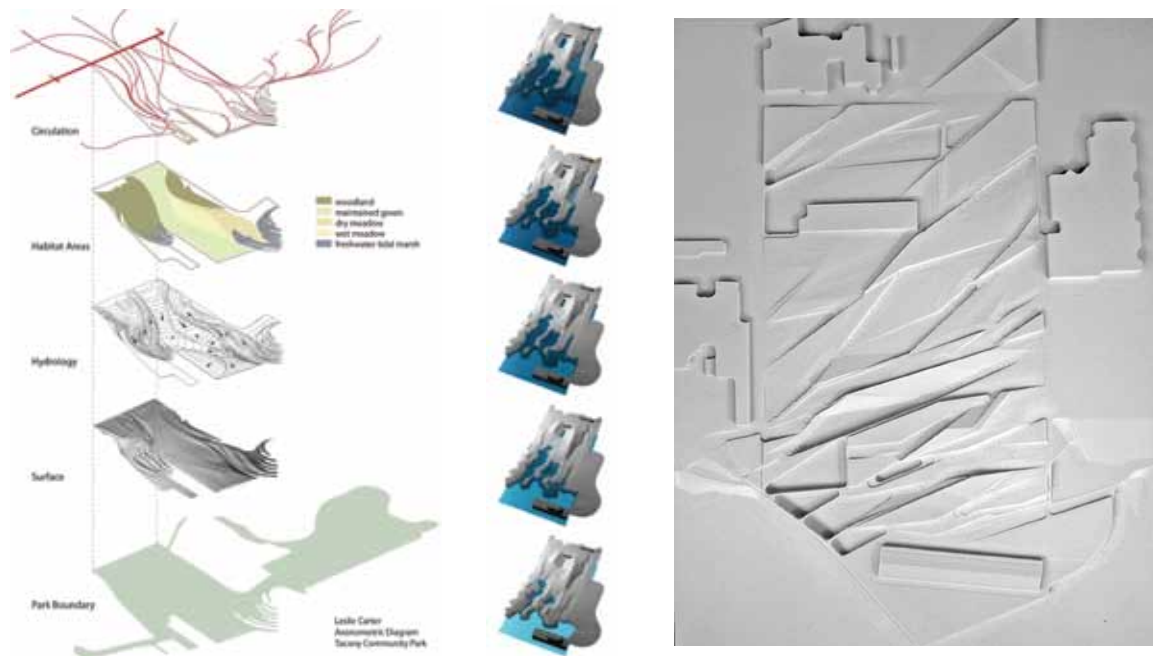 Circulation
woodland
maintained green
dry meadow
wet meadow
freshwater tidal marsh
Habitat Areas
Hydrology
Surface
Park Boundary
Leslie Carter
Axonometric Diagram
Tacony Community Park